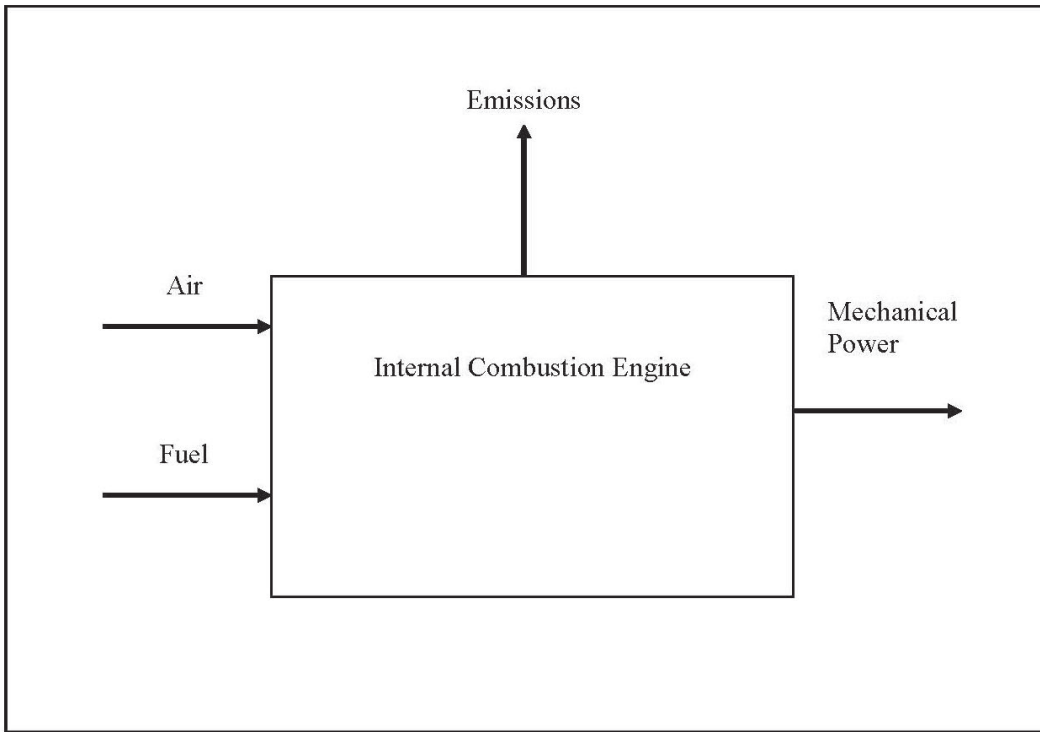 Emissions
Air
Mechanical
Power
Internal Combustion Engine
Fuel